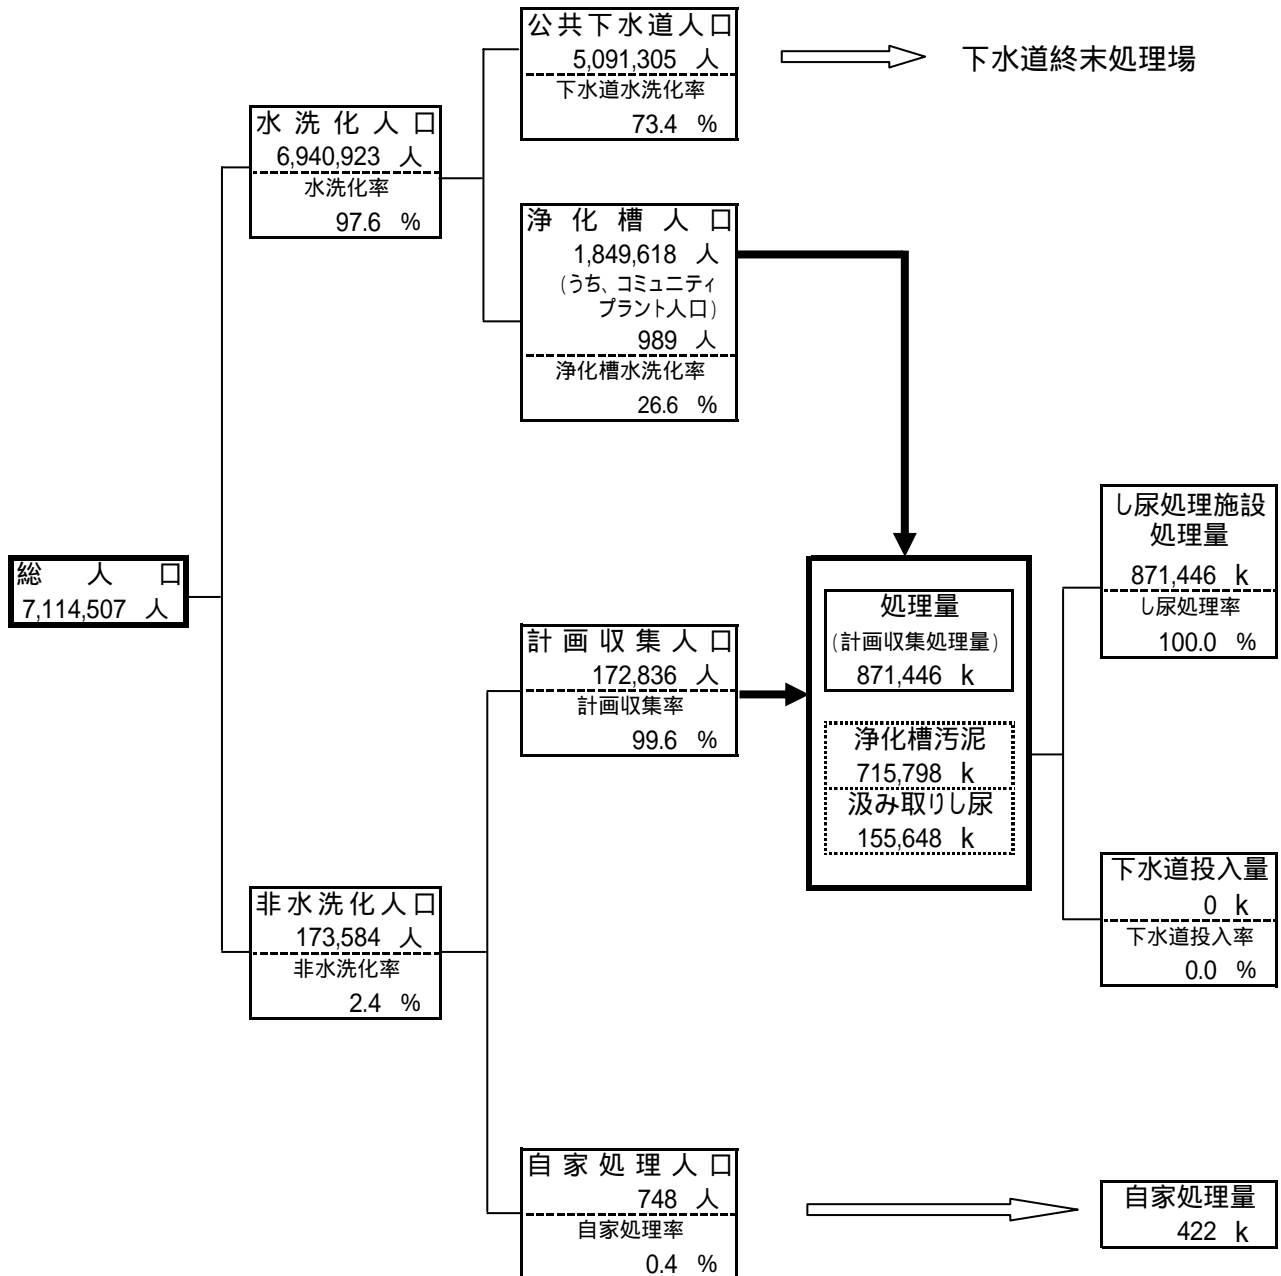 総人口
7,114,507 人
水洗化人口
6,940,923 人
水洗化率
97.6 %
非水洗化人口
173,584 人
非水洗化率
2.4 %
公共下水道人口
5,091,305 人
下水道水洗化率
73.4 %
下水道終末処理場
浄化槽人口
1,849,618 人
(うち、コミュニティ
プラント人口)
989 人
浄化槽水洗化率
26.6 %
計画収集人口
172,836 人
計画収集率
99.6 %
自家処理人口
748 人
自家処理率
0.4 %
処理量
(計画収集処理量)
871,446 k
浄化槽汚泥
715,798 k
汲み取りし尿
155,648 k
し尿処理施設
処理量
871,446 k
し尿処理率
100.0 %
下水道投入量
0 k
下水道投入率
0.0 %
自家処理量
422 k